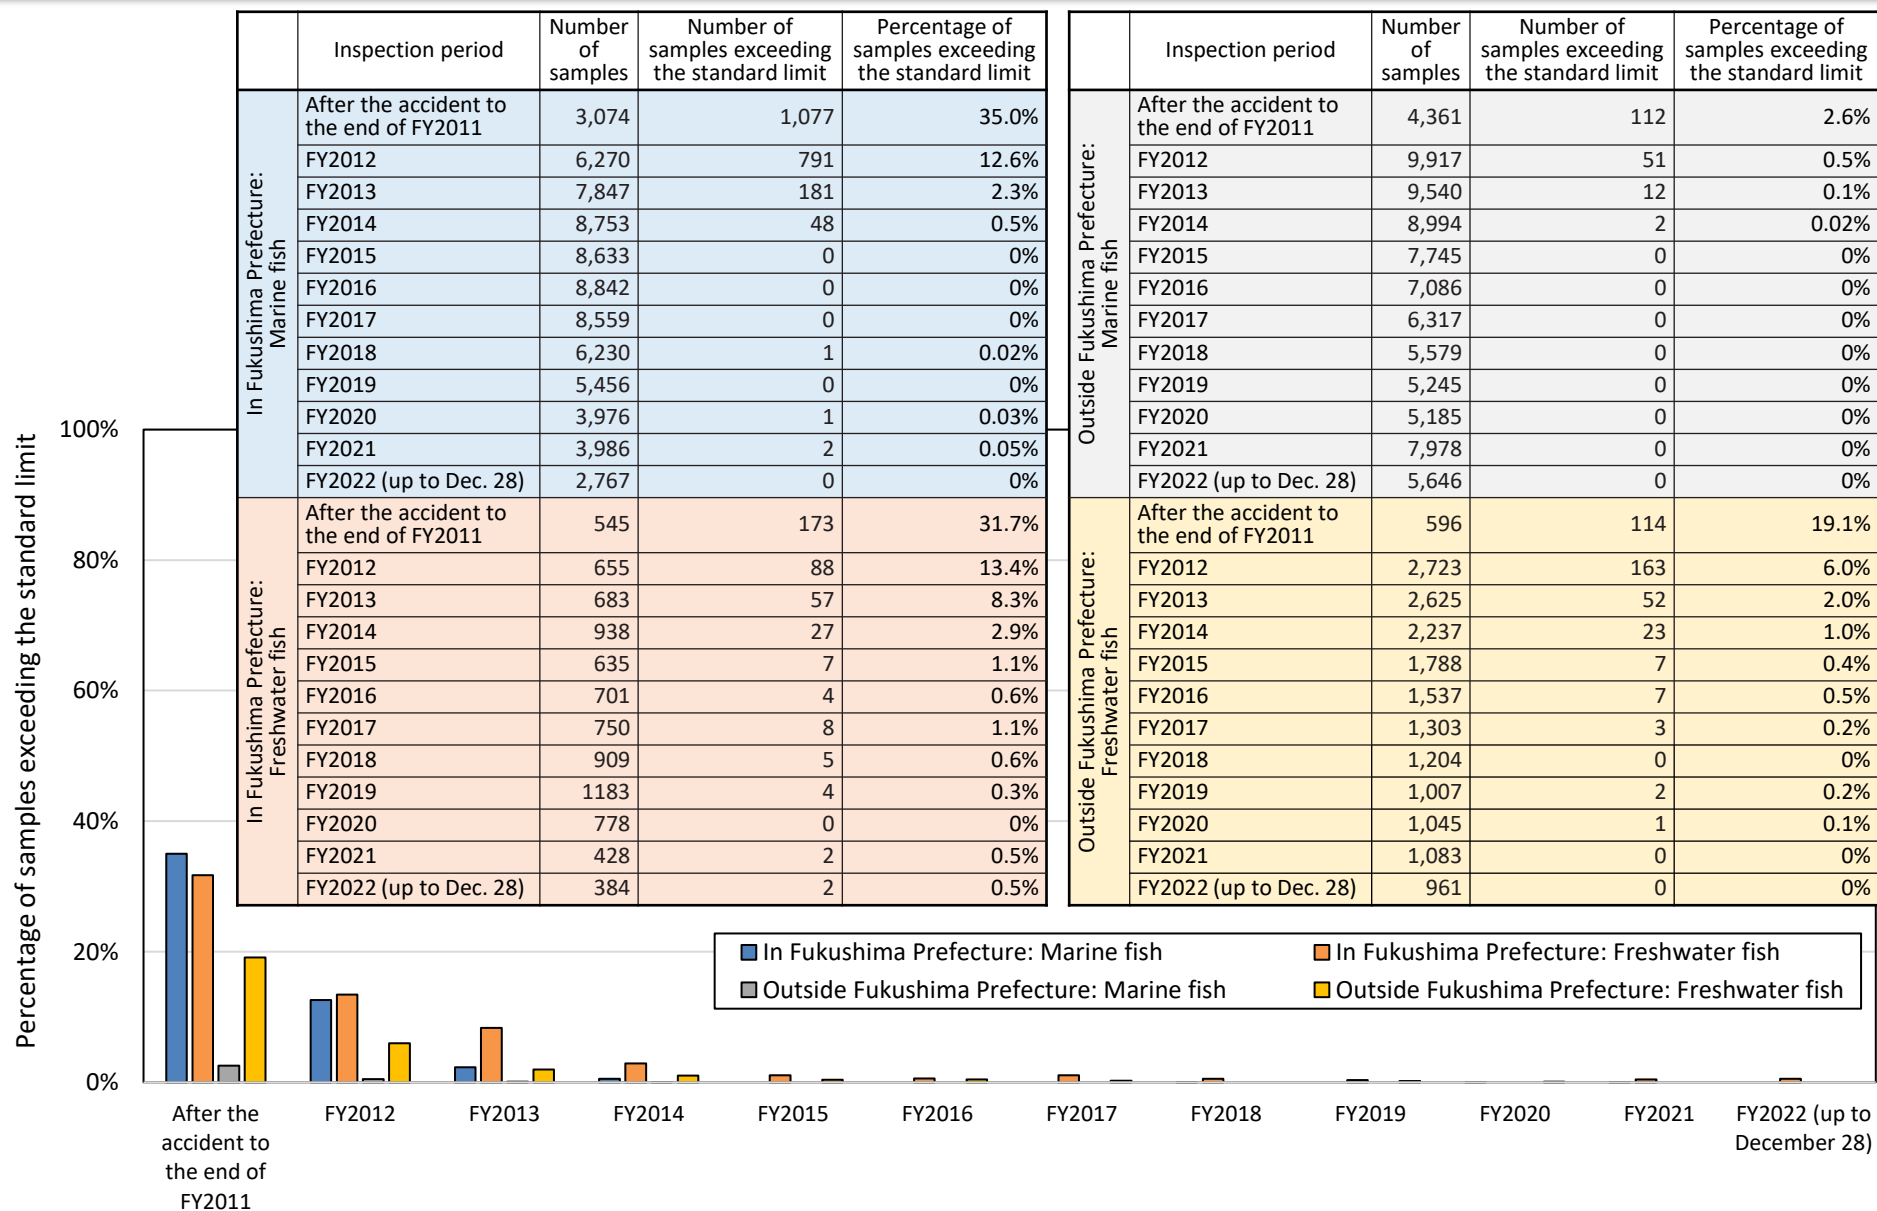 Inspection period
Number
of
samples
Number of
samples exceeding
the standard limit
Percentage of
samples exceeding
the standard limit
In Fukushima Prefecture:
Marine fish
After the accident to
the end of FY2011
3,074 1,077 35.0%
FY2012 6,270 791 12.6%
FY2013 7,847 181 2.3%
FY2014 8,753 48 0.5%
FY2015 8,633 0 0%
FY2016 8,842 0 0%
FY2017 8,559 0 0%
FY2018 6,230 1 0.02%
FY2019 5,456 0 0%
FY2020 3,976 1 0.03%
FY2021 3,986 2 0.05%
FY2022 (up to Dec. 28) 2,767 0 0%
In Fukushima Prefecture:
Freshwater fish
After the accident to
the end of FY2011
545 173 31.7%
FY2012 655 88 13.4%
FY2013 683 57 8.3%
FY2014 938 27 2.9%
FY2015 635 7 1.1%
FY2016 701 4 0.6%
FY2017 750 8 1.1%
FY2018 909 5 0.6%
FY2019 1183 4 0.3%
FY2020 778 0 0%
FY2021 428 2 0.5%
FY2022 (up to Dec. 28) 384 2 0.5%
Inspection period
Number
of
samples
Number of
samples exceeding
the standard limit
Percentage of
samples exceeding
the standard limit
Outside Fukushima Prefecture:
Marine fish
After the accident to
the end of FY2011
4,361 112 2.6%
FY2012 9,917 51 0.5%
FY2013 9,540 12 0.1%
FY2014 8,994 2 0.02%
FY2015 7,745 0 0%
FY2016 7,086 0 0%
FY2017 6,317 0 0%
FY2018 5,579 0 0%
FY2019 5,245 0 0%
FY2020 5,185 0 0%
FY2021 7,978 0 0%
FY2022 (up to Dec. 28) 5,646 0 0%
Outside Fukushima Prefecture:
Freshwater fish
After the accident to
the end of FY2011
596 114 19.1%
FY2012 2,723 163 6.0%
FY2013 2,625 52 2.0%
FY2014 2,237 23 1.0%
FY2015 1,788 7 0.4%
FY2016 1,537 7 0.5%
FY2017 1,303 3 0.2%
FY2018 1,204 0 0%
FY2019 1,007 2 0.2%
FY2020 1,045 1 0.1%
FY2021 1,083 0 0%
FY2022 (up to Dec. 28) 961 0 0%
Percentage of samples exceeding the standard limit
100%
80%
60%
40%
20%
0%
In Fukushima Prefecture: Marine fish
In Fukushima Prefecture: Freshwater fish
Outside Fukushima Prefecture: Marine fish
Outside Fukushima Prefecture: Freshwater fish
After the
accident to
the end of
FY2011
FY2012
FY2013
FY2014
FY2015
FY2016
FY2017
FY2018
FY2019
FY2020
FY2021
FY2022 (up to
December 28)